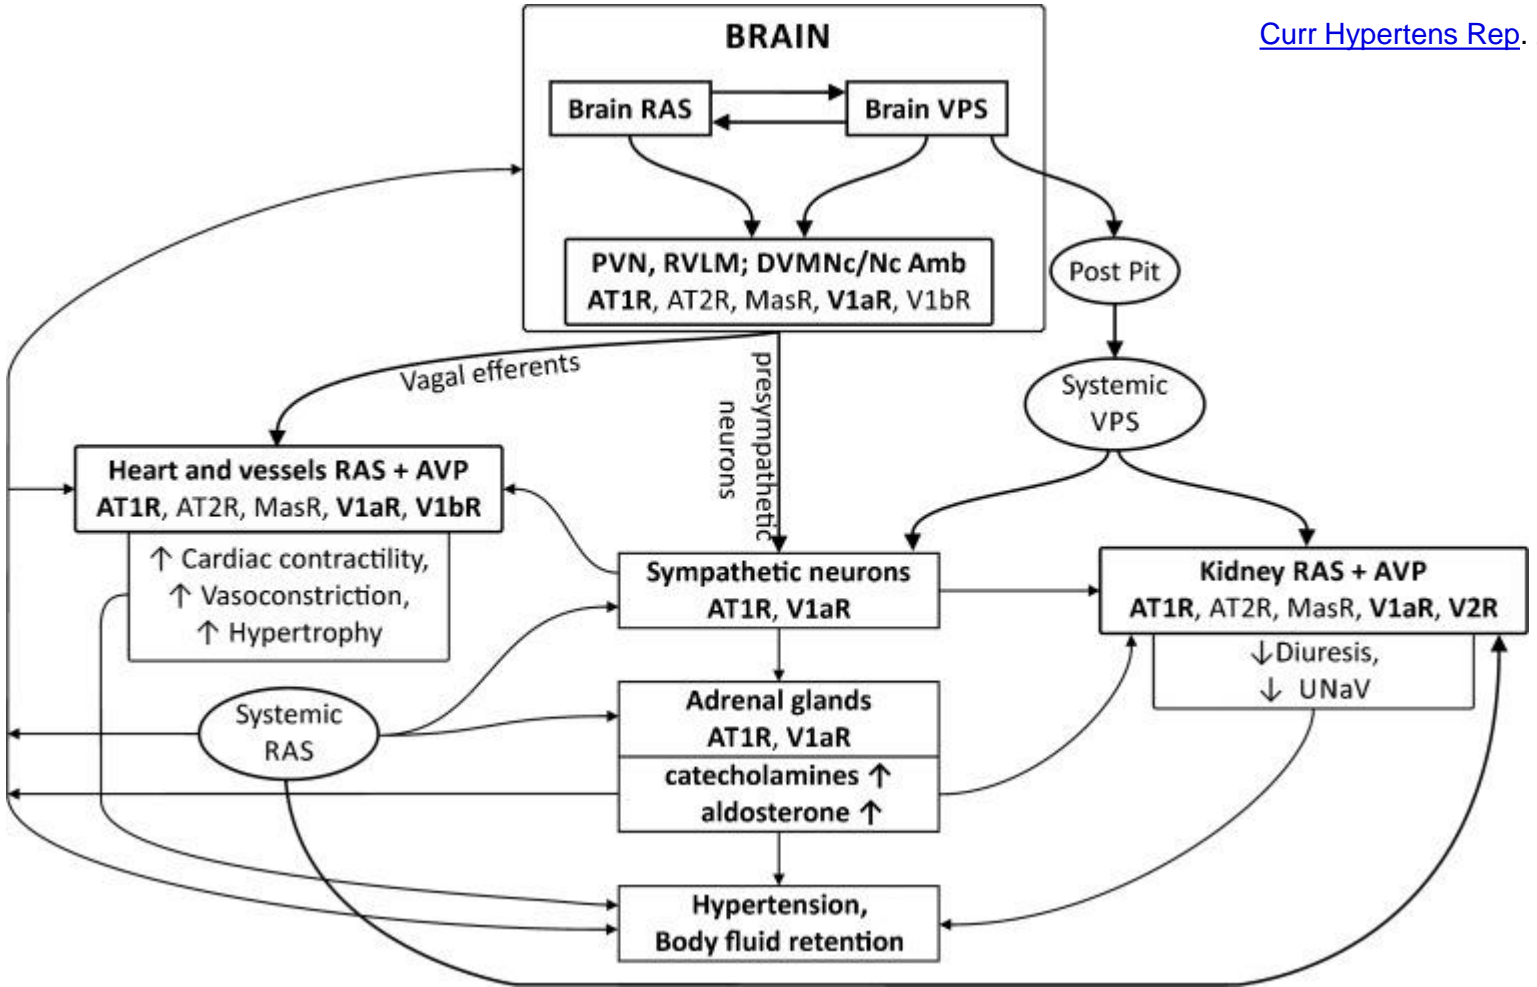 BRAIN
Curr Hypertens Rep.
Brain RAS
Brain VPS
PVN, RVLM; DVMNc/Nc Amb
AT1R, AT2R, MasR, V1aR, V1bR
Post Pit
Vagal efferents
presympathetic
neurons
Systemic
VPS
Heart and vessels RAS + AVP
AT1R, AT2R, MasR, V1aR, V1bR
↑ Cardiac contractility,
↑ Vasoconstriction,
↑ Hypertrophy
Sympathetic neurons
AT1R, V1aR
Kidney RAS + AVP
AT1R, AT2R, MasR, V1aR, V2R
↓Diuresis,
↓ UNaV
Systemic
RAS
Adrenal glands
AT1R, V1aR
catecholamines ↑
aldosterone ↑
Hypertension,
Body fluid retention